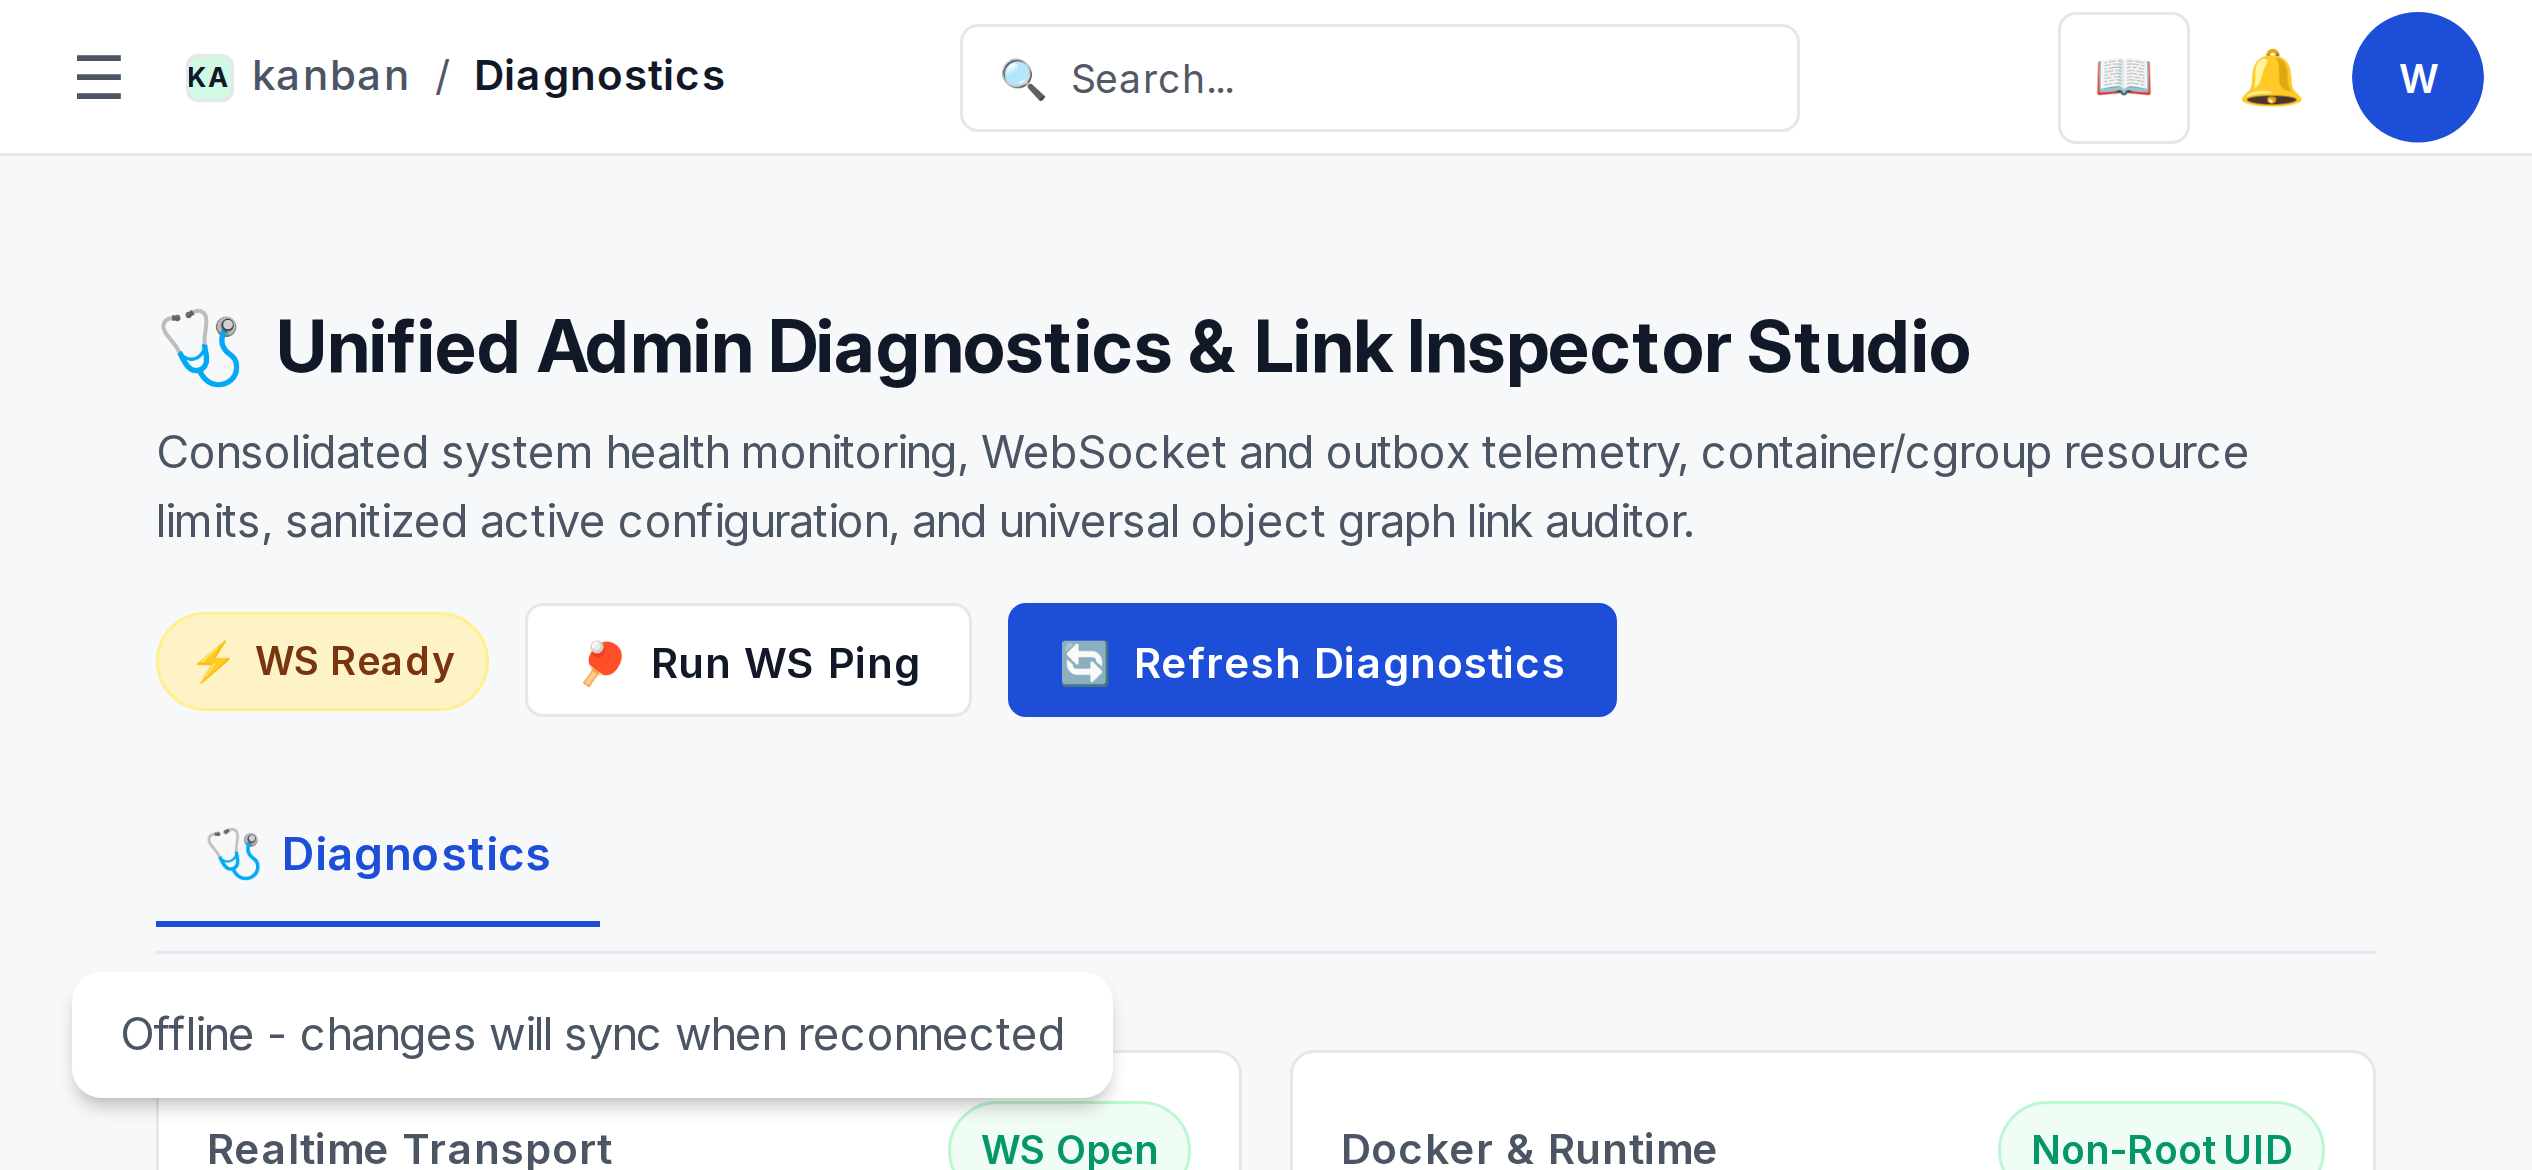 KA kanban / Diagnostics
Search...
W
Unified Admin Diagnostics & Link Inspector Studio
Consolidated system health monitoring, WebSocket and outbox telemetry, container/cgroup resource
limits, sanitized active configuration, and universal object graph link auditor.
WS Ready
Run WS Ping
Refresh Diagnostics
Diagnostics
Offline - changes will sync when reconnected
Realtime Transport
WS Open
Docker & Runtime
Non-Root UID